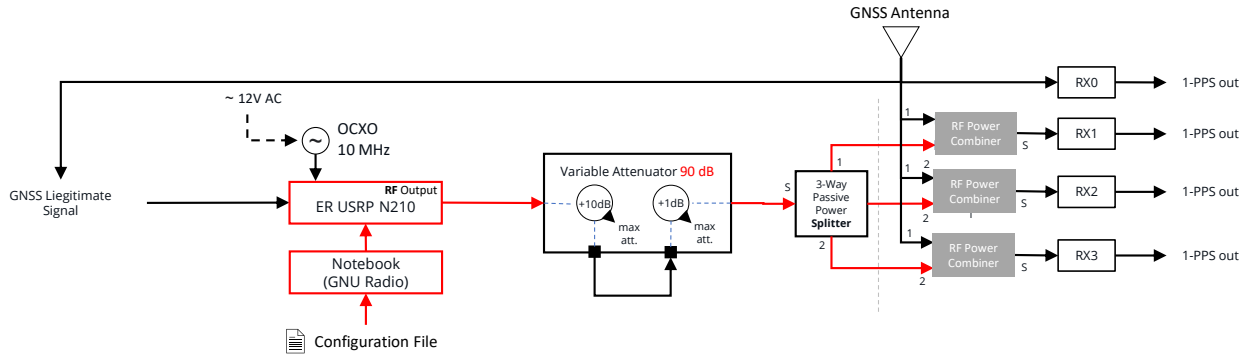 GNSS Antenna
RX0
1-PPS out
~ 12V AC
~
OCXO
10 MHz
1
RF Power
Combiner
S
RX1
1-PPS out
GNSS Liegitimate
Signal
RF Output
ER USRP N210
Variable Attenuator 90 dB
+10dB
max
att.
+1dB
max
att.
S
1
3-Way
Passive
Power
Splitter
2
2
1
2
RF Power
Combiner
S
RX2
1-PPS out
2
1
RF Power
Combiner
S
2
RX3
1-PPS out
Notebook
(GNU Radio)
Configuration File